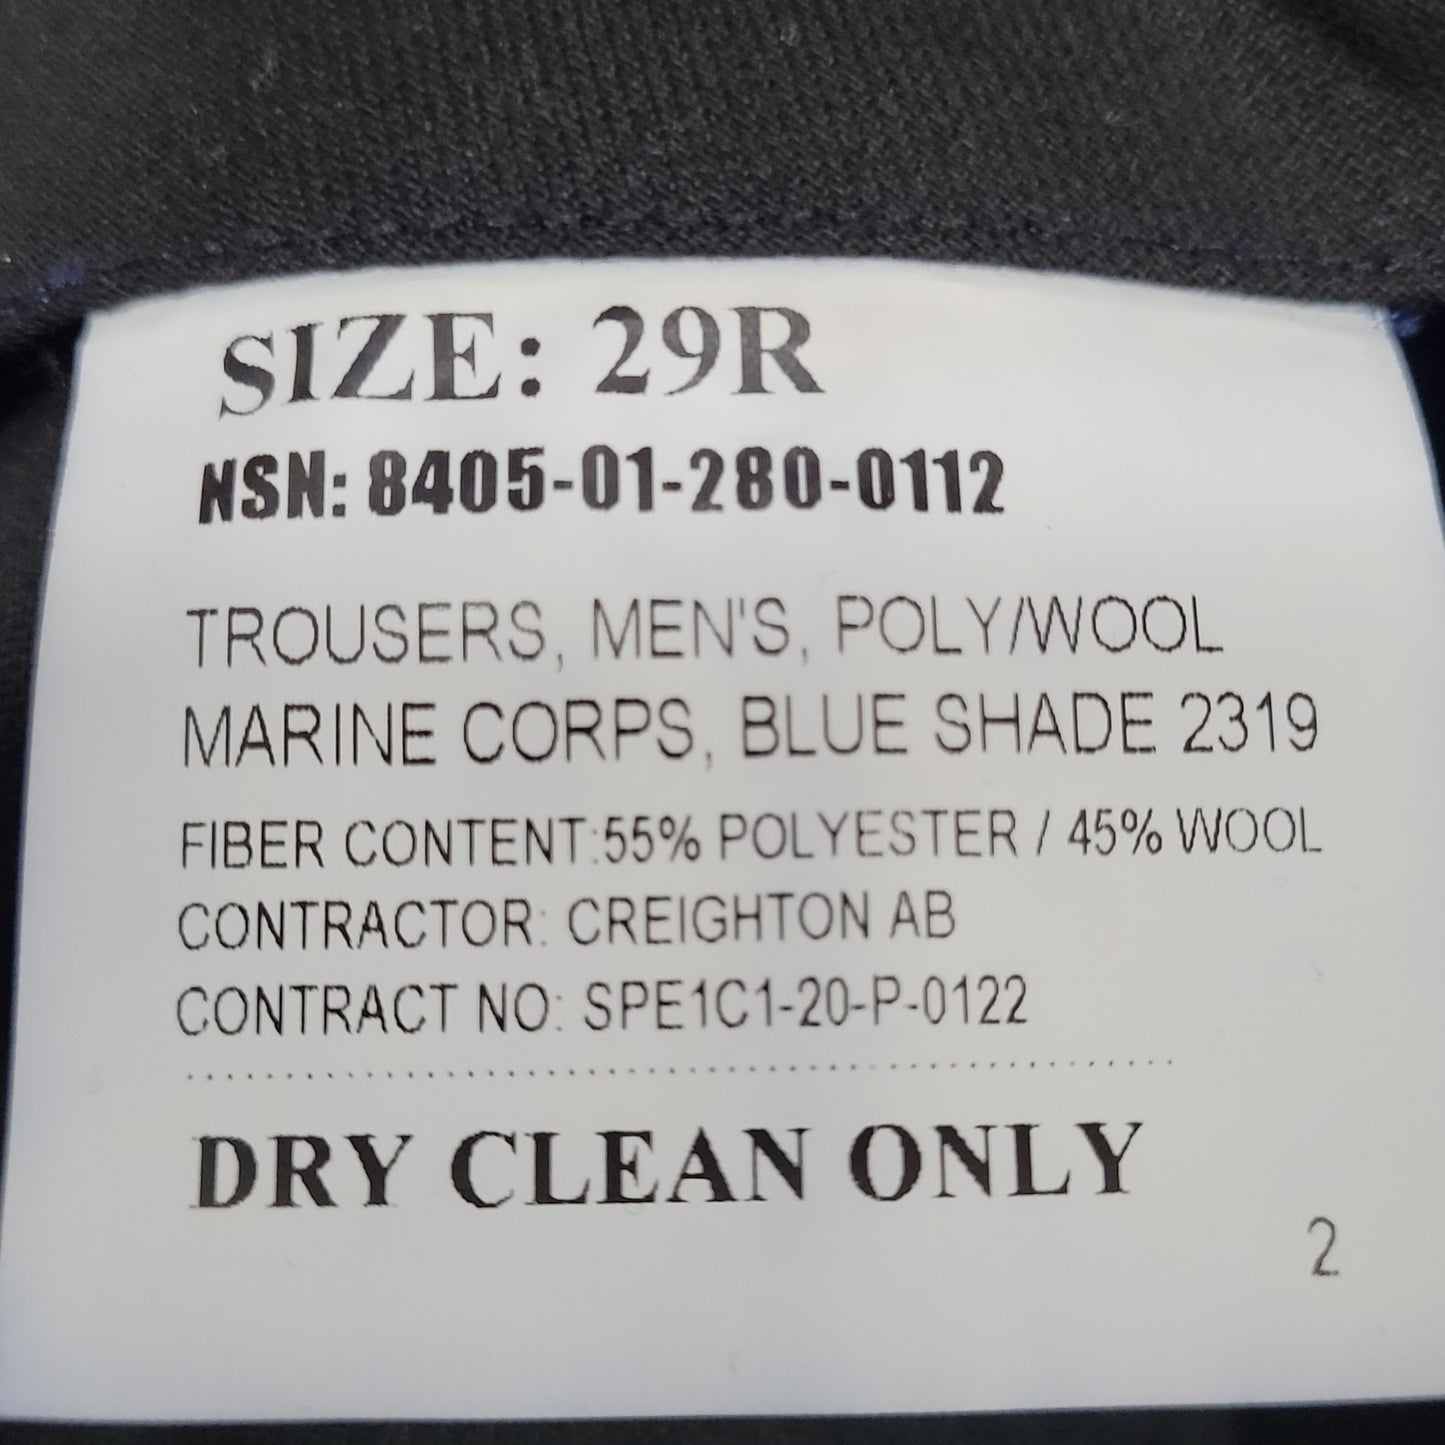 SIZE: 29R
NSN: 8405-01-280-0112
TROUSERS, MEN'S, POLY/WOOL
MARINE CORPS, BLUE SHADE 2319
FIBER CONTENT:55% POLYESTER / 45% WOOL
CONTRACTOR: CREIGHTON AB
CONTRACT NO: SPE1C1-20-P-0122
DRY CLEAN ONLY
2